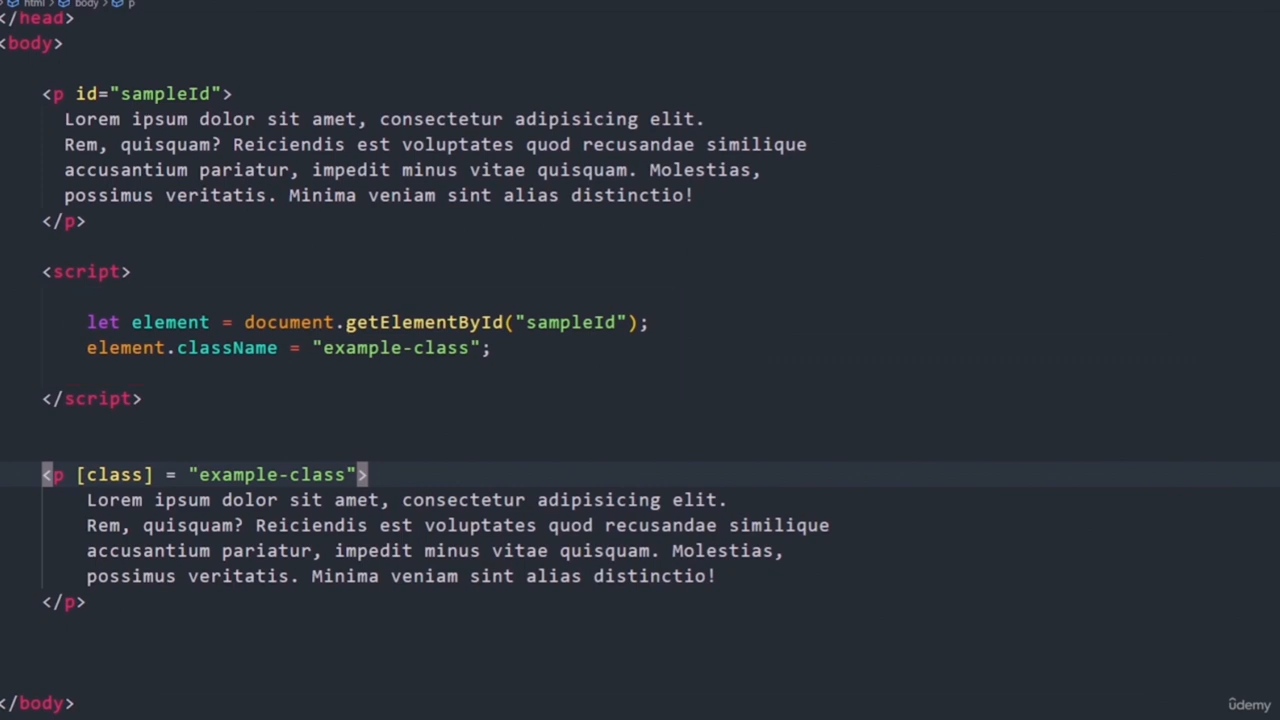 html > body > p
</head>
<body>
<p id="sampleId">
Lorem ipsum dolor sit amet, consectetur adipisicing elit.
Rem, quisquam? Reiciendis est voluptates quod recusandae similique
accusantium pariatur, impedit minus vitae quisquam. Molestias,
possimus veritatis. Minima veniam sint alias distinctio!
</p>
<script>
let element = document.getElementById("sampleId");
element.className = "example-class";
</script>
<p [class] = "example-class">
Lorem ipsum dolor sit amet, consectetur adipisicing elit.
Rem, quisquam? Reiciendis est voluptates quod recusandae similique
accusantium pariatur, impedit minus vitae quisquam. Molestias,
possimus veritatis. Minima veniam sint alias distinctio!
</p>
</body>
ûdemy